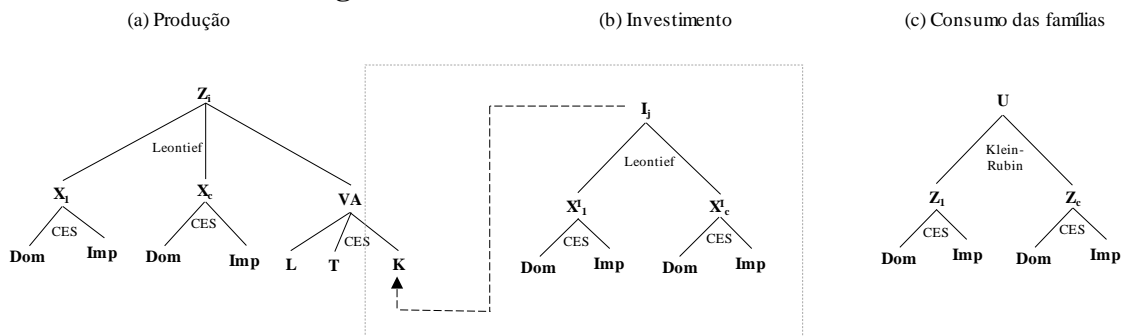 (a) Produção
(b) Investimento
(c) Consumo das famílias
Zi
Leontief
X1
Xc
VA
CES
CES
CES
Dom
Imp
Dom
Imp
L
T
K
Ij
Leontief
XI1
XIc
CES
CES
Dom
Imp
Dom
Imp
U
Klein-
Rubin
Z1
Zc
CES
CES
Dom
Imp
Dom
Imp